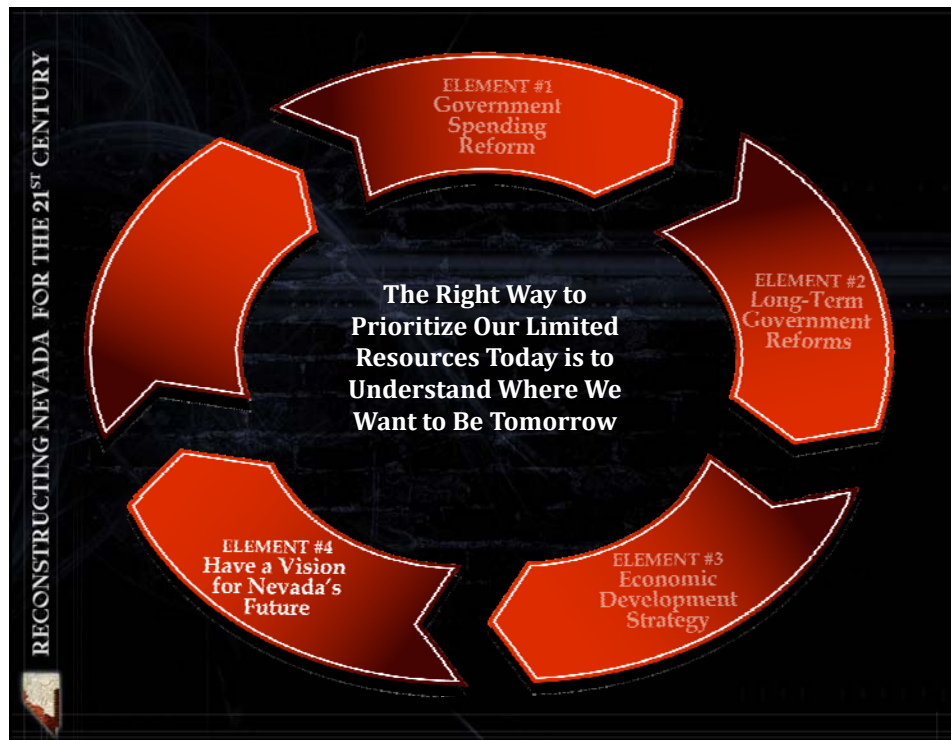 RECONSTRUCTING NEVADA FOR THE 21ST CENTURY
ELEMENT #1
Government
Spending
Reform
ELEMENT #2
Long-Term
Government
Reforms
The Right Way to
Prioritize Our Limited
Resources Today is to
Understand Where We
Want to Be Tomorrow
ELEMENT #4
Have a Vision
for Nevada's
Future
ELEMENT #3
Economic
Development
Strategy